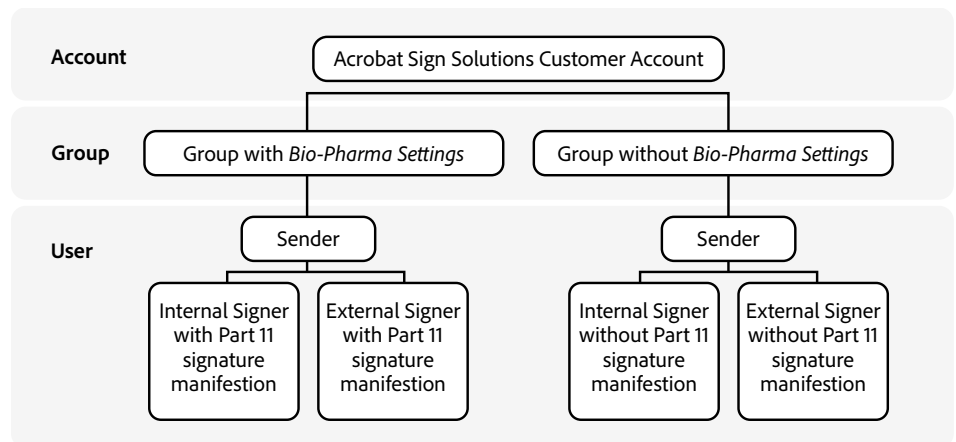 Account
Acrobat Sign Solutions Customer Account
Group
Group with Bio-Pharma Settings
Group without Bio-Pharma Settings
User
Sender
Sender
Internal Signer
with Part 11
signature
manifestion
External Signer
with Part 11
signature
manifestion
Internal Signer
without Part 11
signature
manifestion
External Signer
without Part 11
signature
manifestion